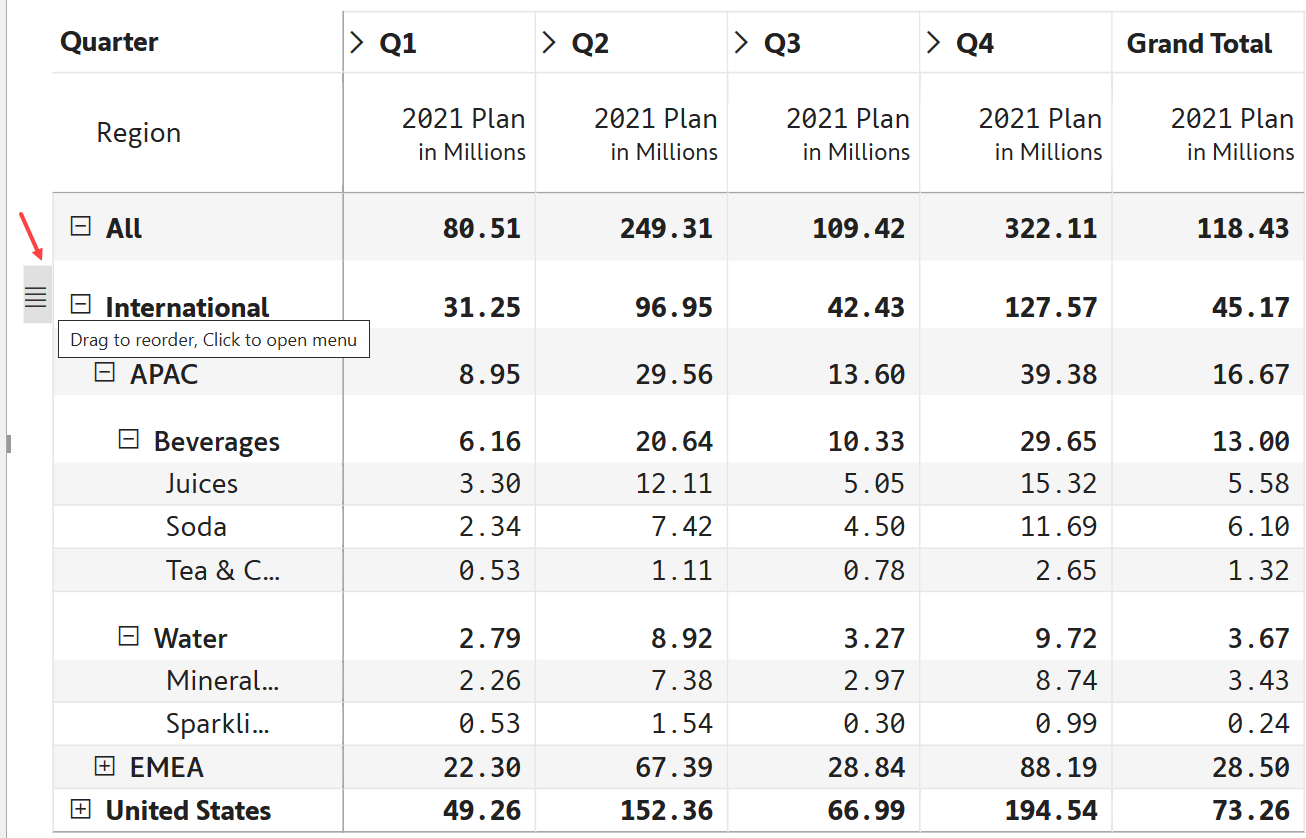 Quarter Q1 Q2 Q3 Q4 Grand Total
Region 2021 Plan 2021 Plan 2021 Plan 2021 Plan 2021 Plan
in Millions in Millions in Millions in Millions in Millions
All 80.51 249.31 109.42 322.11 118.43
International 31.25 96.95 42.43 127.57 45.17
Drag to reorder, Click to open menu
APAC 8.95 29.56 13.60 39.38 16.67
Beverages 6.16 20.64 10.33 29.65 13.00
Juices 3.30 12.11 5.05 15.32 5.58
Soda 2.34 7.42 4.50 11.69 6.10
Tea & C... 0.53 1.11 0.78 2.65 1.32
Water 2.79 8.92 3.27 9.72 3.67
Mineral... 2.26 7.38 2.97 8.74 3.43
Sparkli... 0.53 1.54 0.30 0.99 0.24
EMEA 22.30 67.39 28.84 88.19 28.50
United States 49.26 152.36 66.99 194.54 73.26